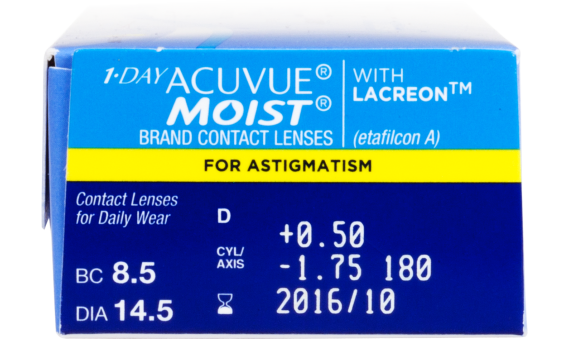 1·DAY ACUVUE® MOIST® WITH LACREON™
BRAND CONTACT LENSES (etafilcon A)
FOR ASTIGMATISM
Contact Lenses
for Daily Wear
D +0.50
CYL/AXIS -1.75 180
2016/10
BC 8.5
DIA 14.5